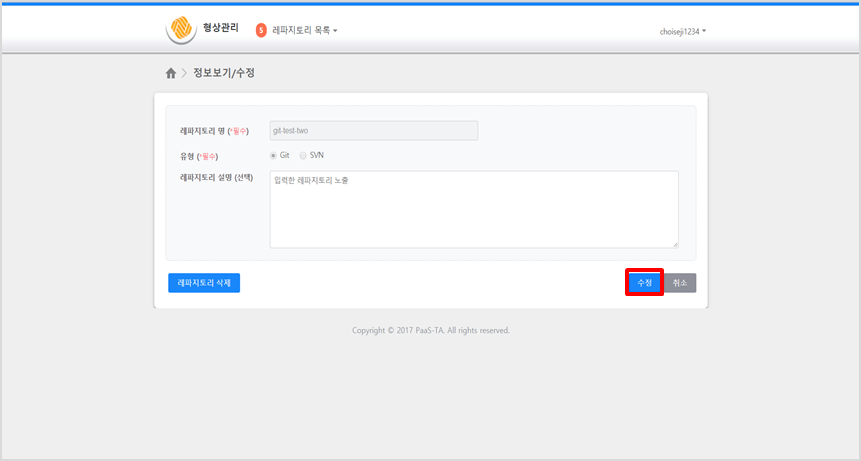 형상관리 5 레파지토리 목록 choiseji1234
정보보기/수정
레파지토리 명 (*필수) git-test-two
유형 (*필수) Git SVN
레파지토리 설명 (선택) 입력한 레파지토리 노출
레파지토리 삭제 수정 취소
Copyright © 2017 PaaS-TA. All rights reserved.